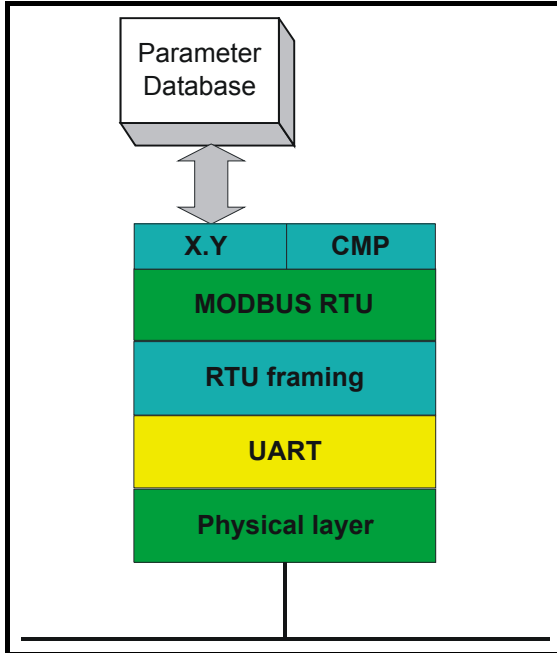 Parameter
Database
X.Y CMP
MODBUS RTU
RTU framing
UART
Physical layer